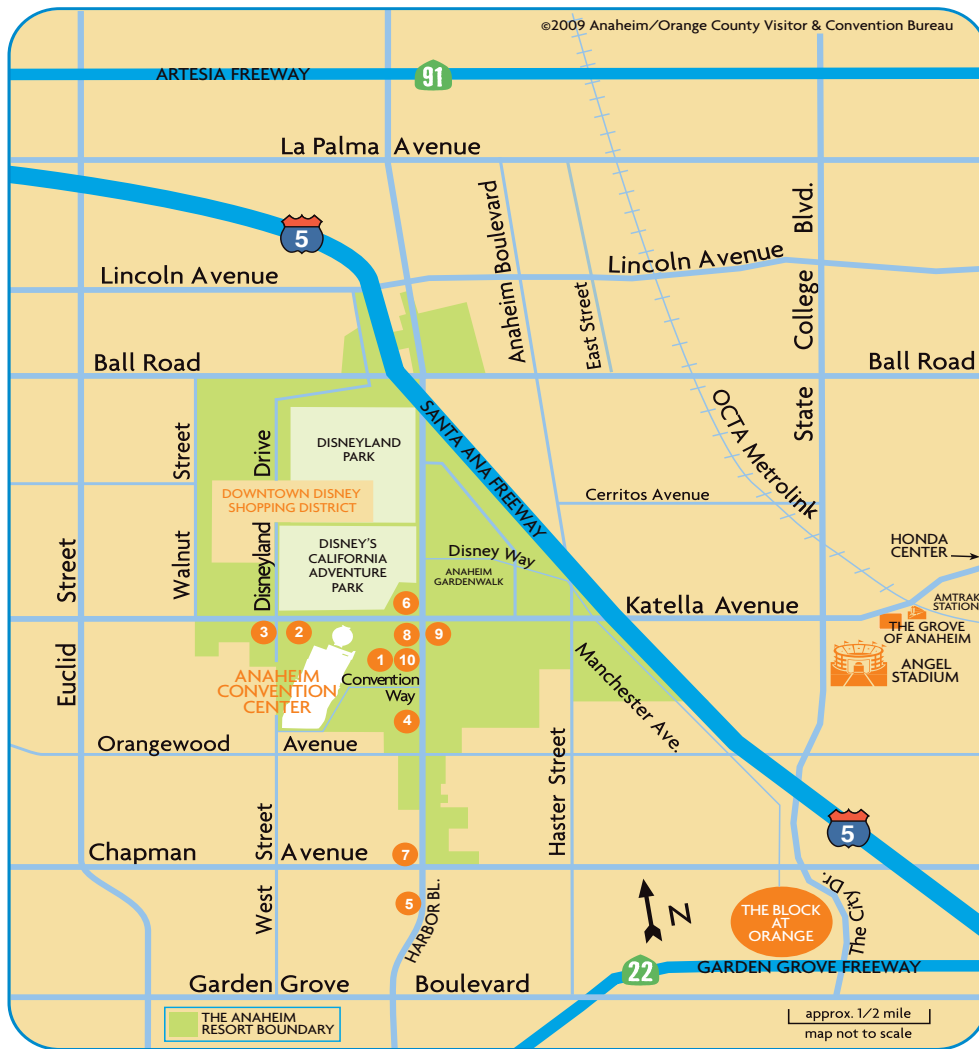 ©2009 Anaheim/Orange County Visitor & Convention Bureau
ARTESIA FREEWAY
91
La Palma Avenue
5
Anaheim Boulevard
Lincoln Avenue
Lincoln Avenue
East Street
State College Blvd.
Ball Road
Ball Road
SANTA ANA FREEWAY
OCTA Metrolink
DISNEYLAND
PARK
Walnut Street
Disneyland Drive
DOWNTOWN DISNEY
SHOPPING DISTRICT
Cerritos Avenue
DISNEY'S
CALIFORNIA
ADVENTURE
PARK
Disney Way
ANAHEIM
GARDENWALK
HONDA
CENTER
Euclid Street
6
Katella Avenue
AMTRAK
STATION
THE GROVE
OF ANAHEIM
ANGEL
STADIUM
3
2
8
9
1
10
ANAHEIM
CONVENTION
CENTER
Convention
Way
4
Manchester Ave.
Orangewood Avenue
Haster Street
West Street
5
Chapman Avenue
7
5
HARBOR BL.
N
THE BLOCK
AT
ORANGE
The City Dr.
22
GARDEN GROVE FREEWAY
Garden Grove Boulevard
THE ANAHEIM
RESORT BOUNDARY
approx. 1/2 mile
map not to scale